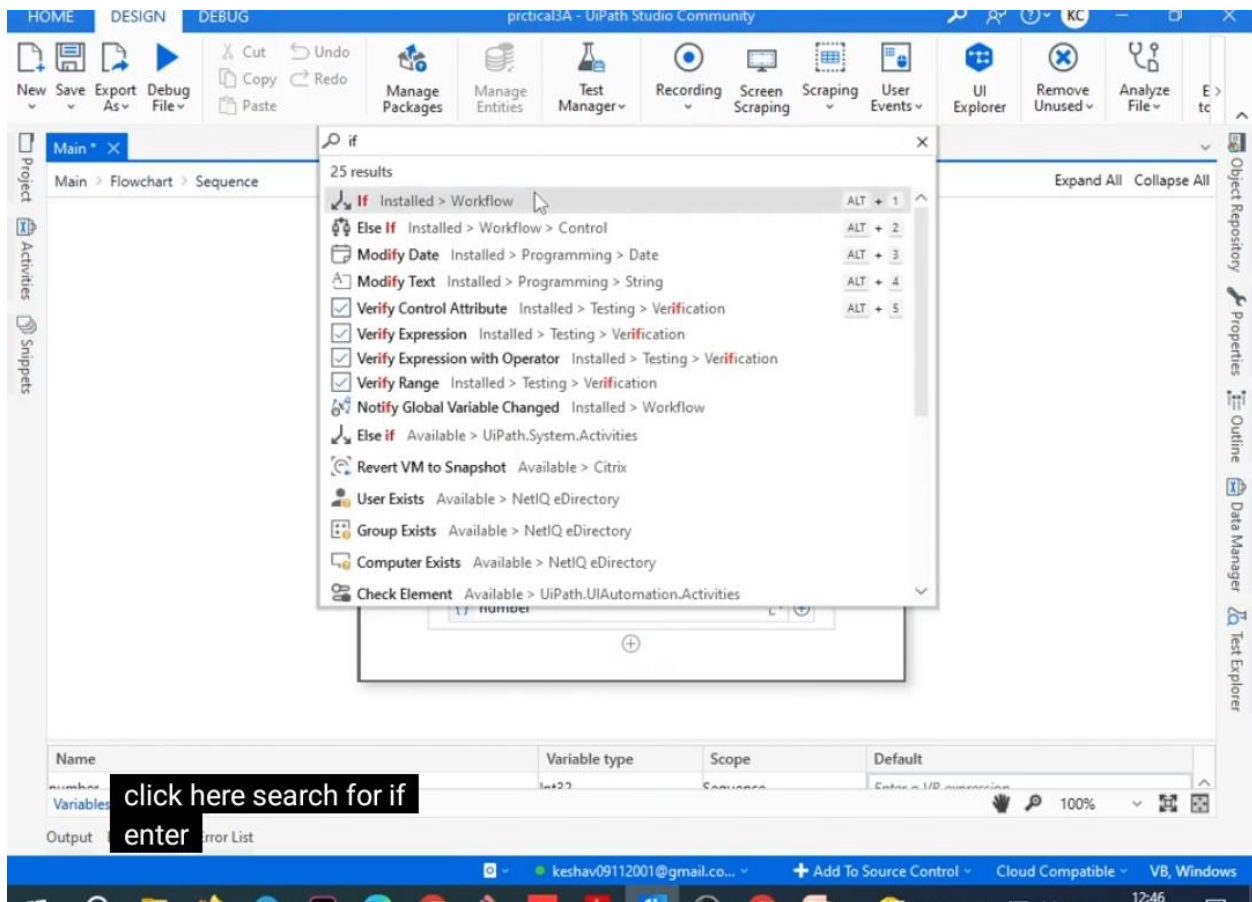 HOME DESIGN DEBUG prctical3A - UiPath Studio Community KC
New Save Export As Debug File Cut Copy Paste Undo Redo Manage Packages Manage Entities Test Manager Recording Screen Scraping Scraping User Events UI Explorer Remove Unused Analyze File
Main *
if
25 results
Main > Flowchart > Sequence
Expand All Collapse All
If Installed > Workflow ALT + 1
Else If Installed > Workflow > Control ALT + 2
Modify Date Installed > Programming > Date ALT + 3
Modify Text Installed > Programming > String ALT + 4
Verify Control Attribute Installed > Testing > Verification ALT + 5
Verify Expression Installed > Testing > Verification
Verify Expression with Operator Installed > Testing > Verification
Verify Range Installed > Testing > Verification
Notify Global Variable Changed Installed > Workflow
Else if Available > UiPath.System.Activities
Revert VM to Snapshot Available > Citrix
User Exists Available > NetIQ eDirectory
Group Exists Available > NetIQ eDirectory
Computer Exists Available > NetIQ eDirectory
Check Element Available > UiPath.UIAutomation.Activities
number
Project
Activities
Snippets
Object Repository
Properties
Outline
Data Manager
Test Explorer
Name Variable type Scope Default
number Int32 Sequence Enter a VB expression
Variables 100%
click here search for if
enter
Output Error List
keshav09112001@gmail.co... Add To Source Control Cloud Compatible VB, Windows
12:46